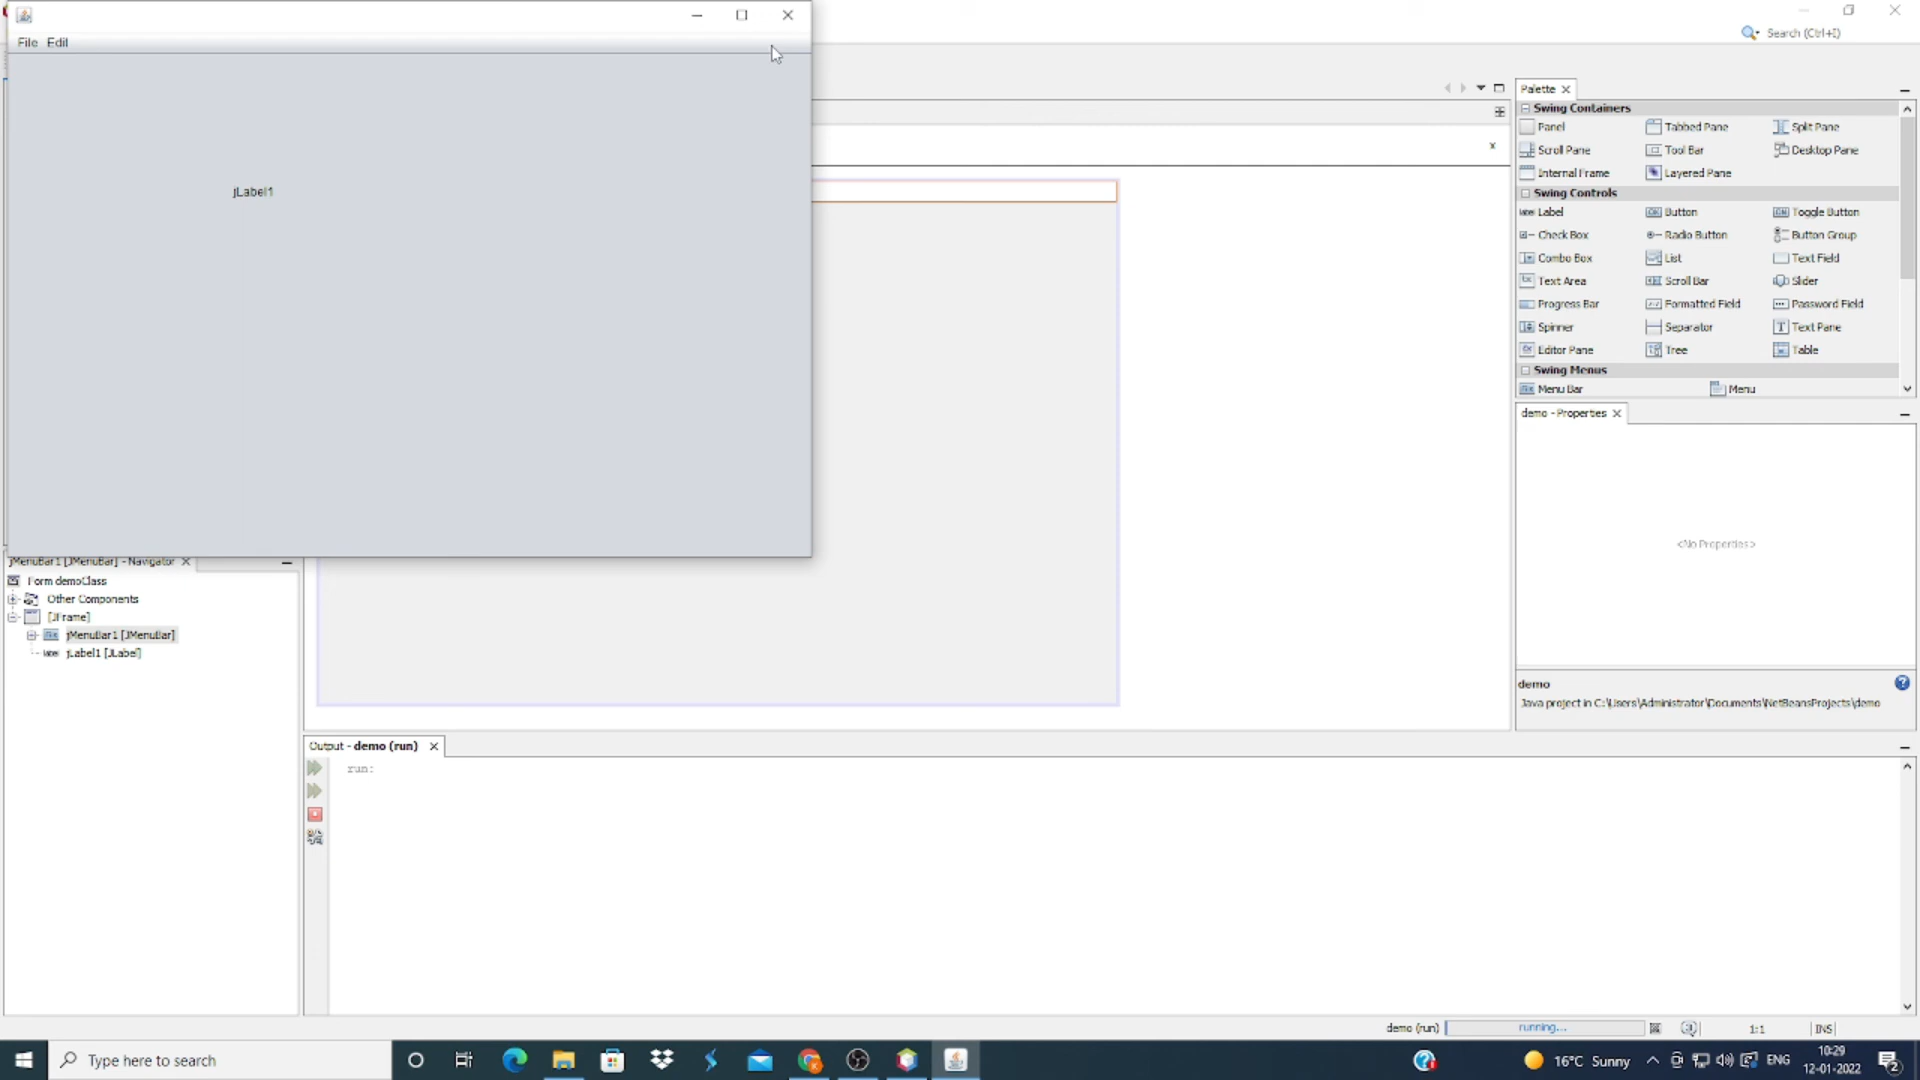 File Edit
Search (Ctrl+I)
jLabel1
x
Palette
Swing Containers
Panel Tabbed Pane Split Pane
Scroll Pane Tool Bar Desktop Pane
Internal Frame Layered Pane
Swing Controls
Label Button Toggle Button
Check Box Radio Button Button Group
Combo Box List Text Field
Text Area Scroll Bar Slider
Progress Bar Formatted Field Password Field
Spinner Separator Text Pane
Editor Pane Tree Table
Swing Menus
Menu Bar Menu
demo - Properties
<No Properties>
demo
Java project in C:\Users\Administrator\Documents\NetBeansProjects\demo
jMenuBar1 [JMenuBar] - Navigator
Form demoClass
Other Components
[JFrame]
jMenuBar1 [JMenuBar]
jLabel1 [JLabel]
Output - demo (run)
run:
demo (run) running... 1:1 INS
Type here to search
16°C Sunny
ENG
10:29
12-01-2022
2